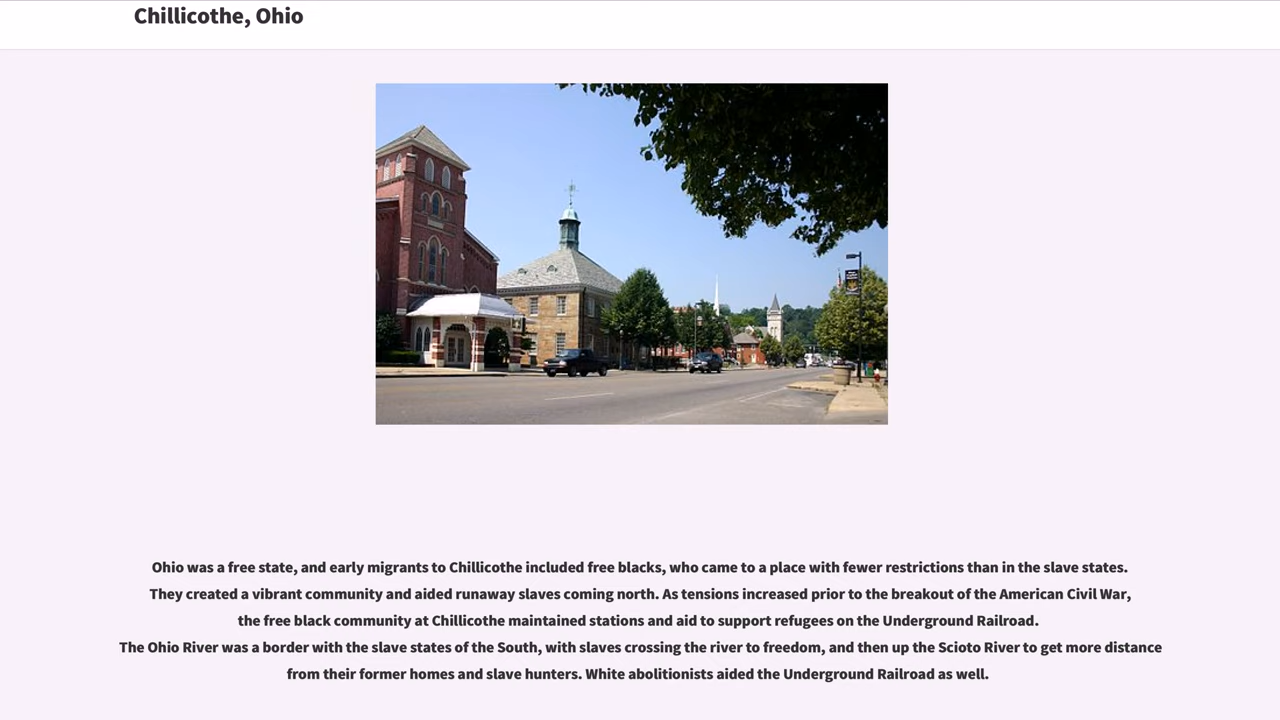 Chillicothe, Ohio
Ohio was a free state, and early migrants to Chillicothe included free blacks, who came to a place with fewer restrictions than in the slave states.
They created a vibrant community and aided runaway slaves coming north. As tensions increased prior to the breakout of the American Civil War,
the free black community at Chillicothe maintained stations and aid to support refugees on the Underground Railroad.
The Ohio River was a border with the slave states of the South, with slaves crossing the river to freedom, and then up the Scioto River to get more distance
from their former homes and slave hunters. White abolitionists aided the Underground Railroad as well.